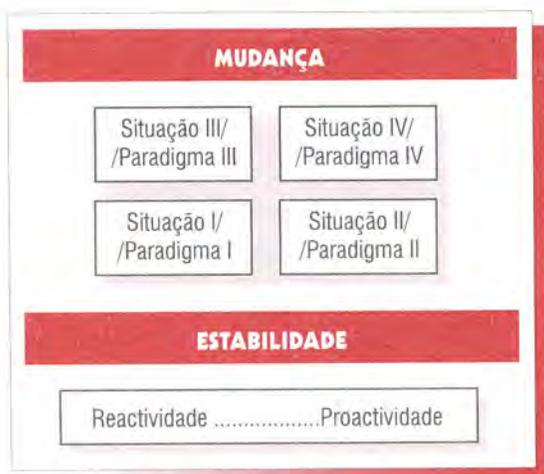 MUDANÇA
Situação III/
/Paradigma III
Situação IV/
/Paradigma IV
Situação I/
/Paradigma I
Situação II/
/Paradigma II
ESTABILIDADE
Reactividade ..................Proactividade